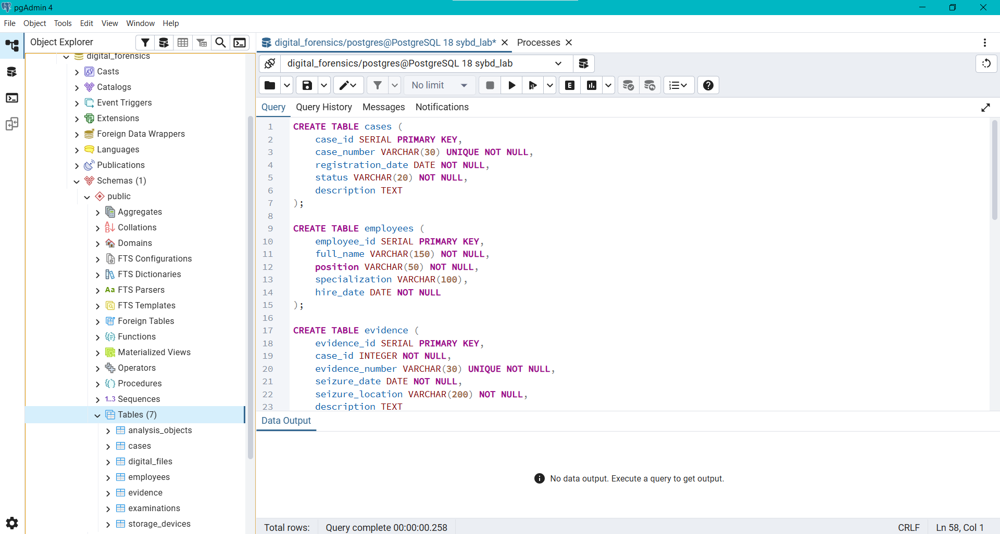 pgAdmin 4
File Object Tools Edit View Window Help
Object Explorer
digital_forensics
Casts
Catalogs
Event Triggers
Extensions
Foreign Data Wrappers
Languages
Publications
Schemas (1)
public
Aggregates
Collations
Domains
FTS Configurations
FTS Dictionaries
Aa FTS Parsers
FTS Templates
Foreign Tables
Functions
Materialized Views
Operators
Procedures
1..3 Sequences
Tables (7)
analysis_objects
cases
digital_files
employees
evidence
examinations
storage_devices
digital_forensics/postgres@PostgreSQL 18 sybd_lab* Processes
digital_forensics/postgres@PostgreSQL 18 sybd_lab
No limit E
Query Query History Messages Notifications
1 CREATE TABLE cases (
2 case_id SERIAL PRIMARY KEY,
3 case_number VARCHAR(30) UNIQUE NOT NULL,
4 registration_date DATE NOT NULL,
5 status VARCHAR(20) NOT NULL,
6 description TEXT
7 );
8
9 CREATE TABLE employees (
10 employee_id SERIAL PRIMARY KEY,
11 full_name VARCHAR(150) NOT NULL,
12 position VARCHAR(50) NOT NULL,
13 specialization VARCHAR(100),
14 hire_date DATE NOT NULL
15 );
16
17 CREATE TABLE evidence (
18 evidence_id SERIAL PRIMARY KEY,
19 case_id INTEGER NOT NULL,
20 evidence_number VARCHAR(30) UNIQUE NOT NULL,
21 seizure_date DATE NOT NULL,
22 seizure_location VARCHAR(200) NOT NULL,
23 description TEXT
Data Output
No data output. Execute a query to get output.
Total rows: Query complete 00:00:00.258 CRLF Ln 58, Col 1